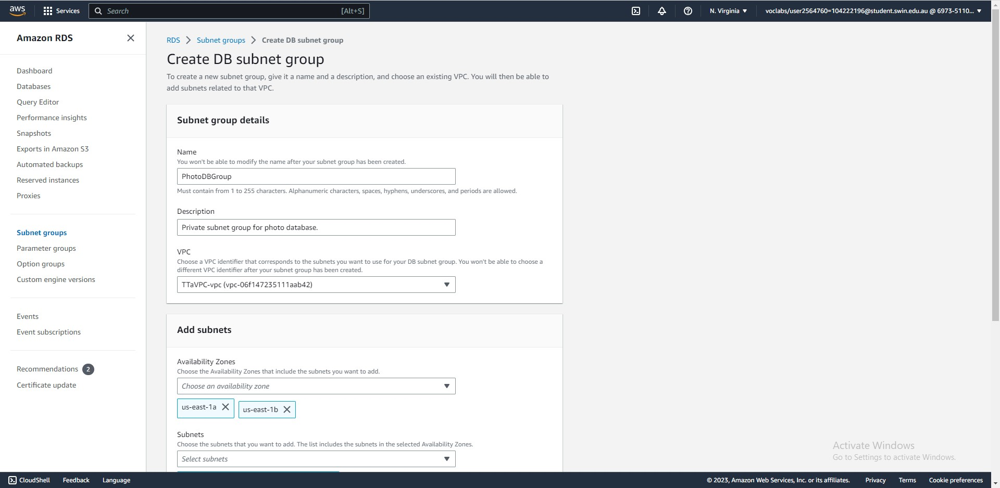 aws
Services
Search [Alt+S]
N. Virginia
voclabs/user2564760=104222196@student.swin.edu.au @ 6973-5110...
Amazon RDS
Dashboard
Databases
Query Editor
Performance insights
Snapshots
Exports in Amazon S3
Automated backups
Reserved instances
Proxies
Subnet groups
Parameter groups
Option groups
Custom engine versions
Events
Event subscriptions
Recommendations 2
Certificate update
RDS > Subnet groups > Create DB subnet group
Create DB subnet group
To create a new subnet group, give it a name and a description, and choose an existing VPC. You will then be able to
add subnets related to that VPC.
Subnet group details
Name
You won't be able to modify the name after your subnet group has been created.
PhotoDBGroup
Must contain from 1 to 255 characters. Alphanumeric characters, spaces, hyphens, underscores, and periods are allowed.
Description
Private subnet group for photo database.
VPC
Choose a VPC identifier that corresponds to the subnets you want to use for your DB subnet group. You won't be able to choose a
different VPC identifier after your subnet group has been created.
TTaVPC-vpc (vpc-06f147235111aab42)
Add subnets
Availability Zones
Choose the Availability Zones that include the subnets you want to add.
Choose an availability zone
us-east-1a
us-east-1b
Subnets
Choose the subnets that you want to add. The list includes the subnets in the selected Availability Zones.
Select subnets
Activate Windows
Go to Settings to activate Windows.
CloudShell
Feedback
Language
© 2023, Amazon Web Services, Inc. or its affiliates.
Privacy
Terms
Cookie preferences